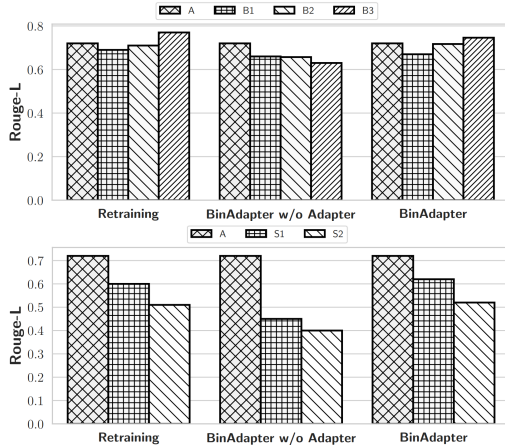 A B1 B2 B3
Rouge-L
0.8
0.6
0.4
0.2
0.0
Retraining BinAdapter w/o Adapter BinAdapter
A S1 S2
Rouge-L
0.7
0.6
0.5
0.4
0.3
0.2
0.1
0.0
Retraining BinAdapter w/o Adapter BinAdapter